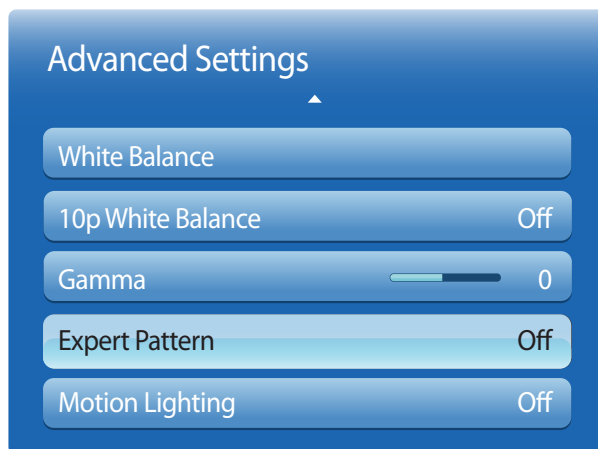 Advanced Settings
White Balance
10p White Balance Off
Gamma 0
Expert Pattern Off
Motion Lighting Off